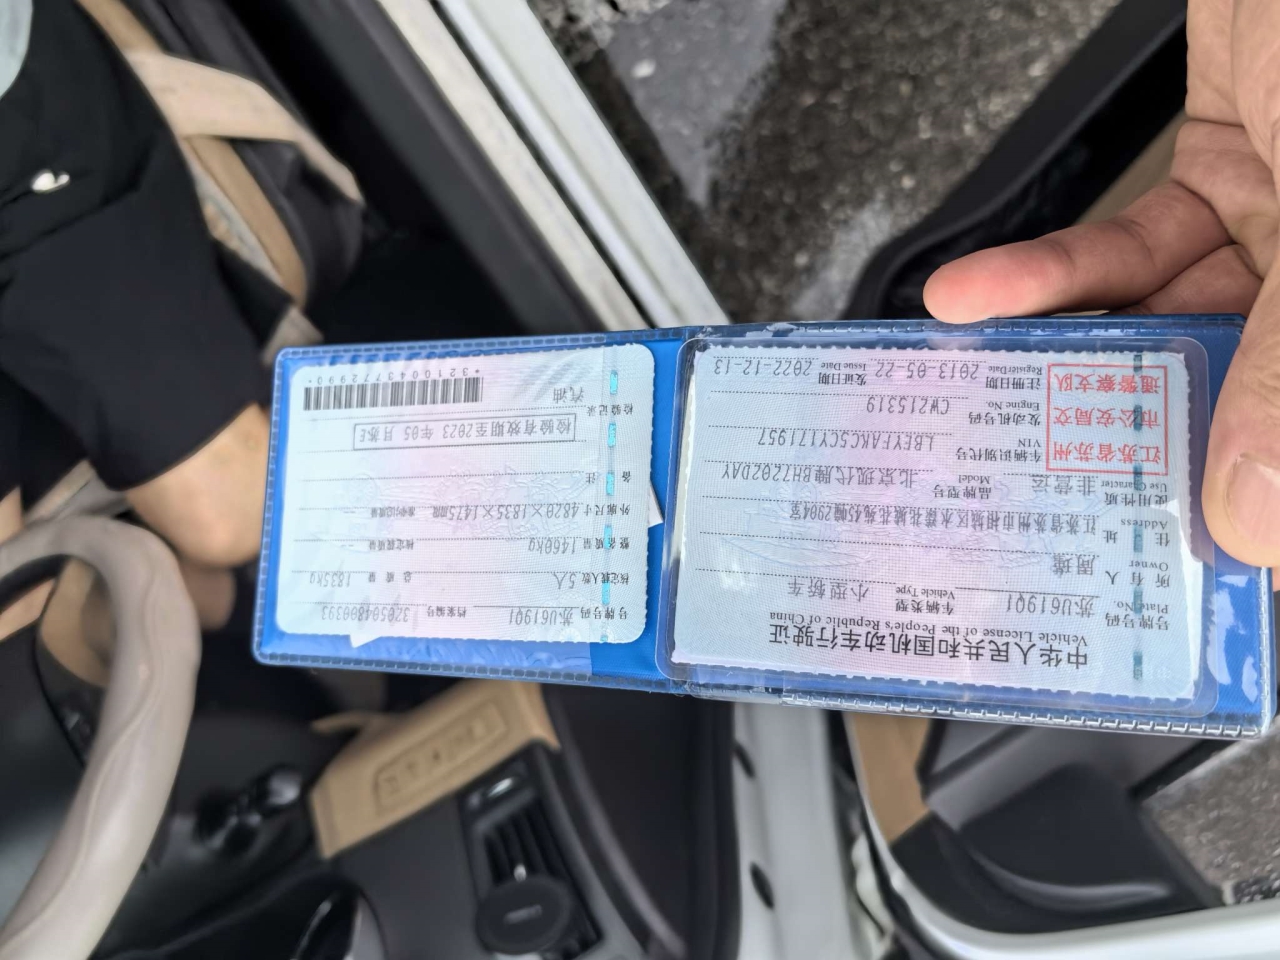 中华人民共和国机动车行驶证
Vehicle License of the People's Republic of China
号牌号码 苏U619Q1 车辆类型 小型轿车
Plate No. Vehicle Type
所有人
Owner
住址 江苏省苏州市相城区
Address
使用性质 非营运 品牌型号 北京现代牌BH7202DAY
Use Character Model
江苏省苏州
市公安局交
通警察支队
车辆识别代号 LBEYFAKC5CY171957
VIN
发动机号码 CW215319
Engine No.
注册日期 2013-05-22 发证日期 2022-12-13
Register Date Issue Date
号牌号码 苏U619Q1 档案编号 320504800393
核定载人数 5人 总质量 1835kg
整备质量 1460kg 核定载质量
外廓尺寸 4820×1835×1475mm 准牵引总质量
备注
检验有效期至2023年05月苏E
检验记录
汽油
*3210045772990*